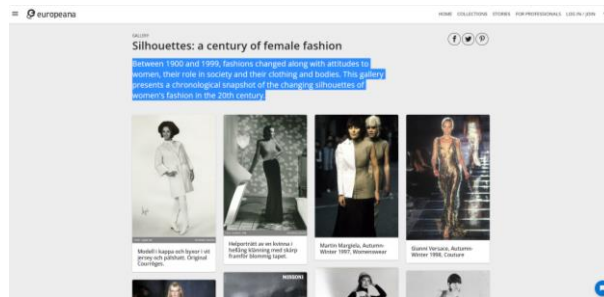 europeana
HOME COLLECTIONS STORIES FOR PROFESSIONALS LOG IN / JOIN
GALLERY
Silhouettes: a century of female fashion
Between 1900 and 1999, fashions changed along with attitudes to
women, their role in society and their clothing and bodies. This gallery
presents a chronological snapshot of the changing silhouettes of
women's fashion in the 20th century.
Modell i kappa och byxor i vit
jersey och pälshatt. Original
Courrèges.
Helporträtt av en kvinna i
hellång klänning med skärp
framför blommig tapet.
Martin Margiela, Autumn-
Winter 1997, Womenswear
Gianni Versace, Autumn-
Winter 1998, Couture
MISSONI